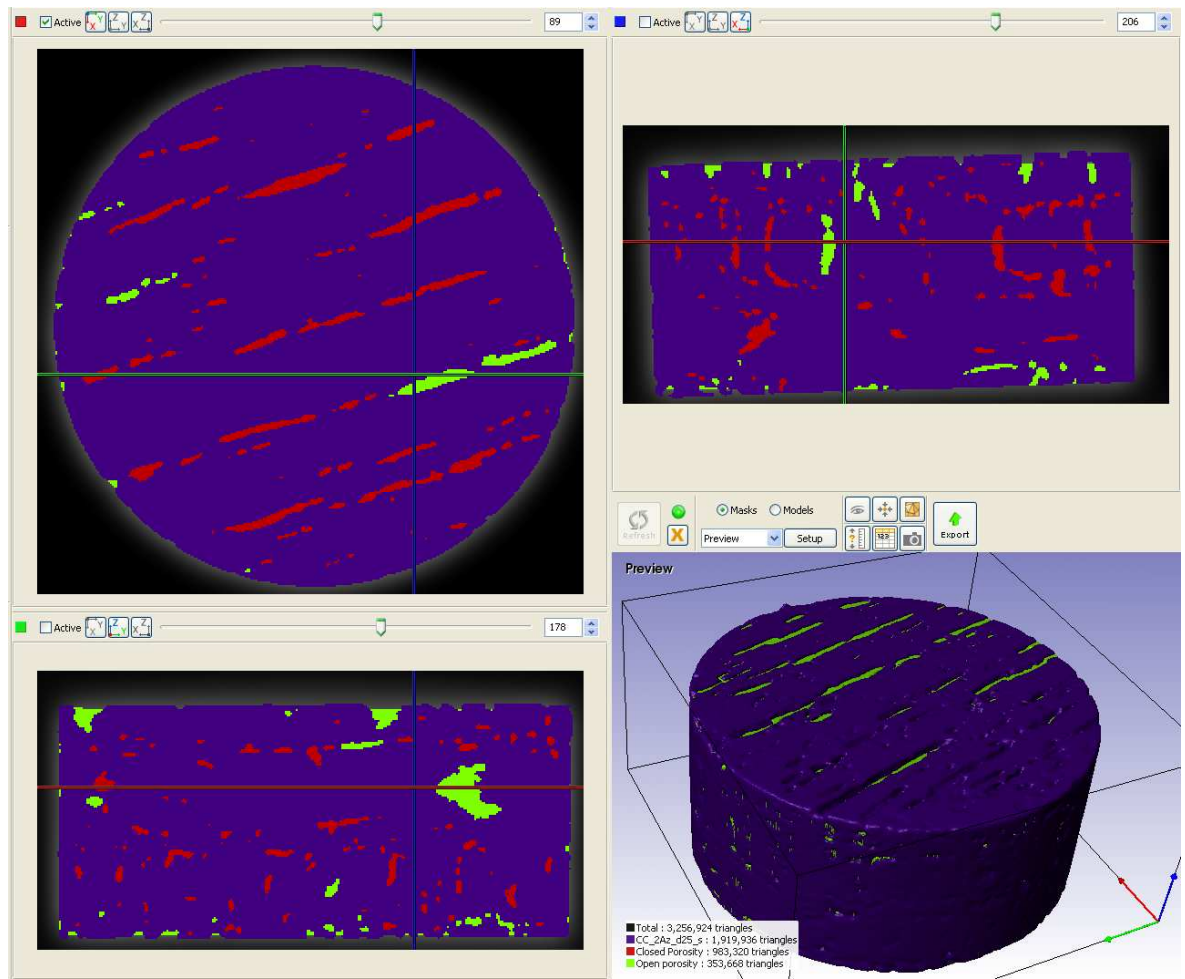 Active X Y Z Y X Z 89
Active X Y Z Y X Z 206
Refresh
Masks Models
Preview Setup
123
Export
Preview
Active X Y Z Y X Z 178
Total : 3,256,924 triangles
CC_2Az_d25_s : 1,919,936 triangles
Closed Porosity : 983,320 triangles
Open porosity : 353,668 triangles